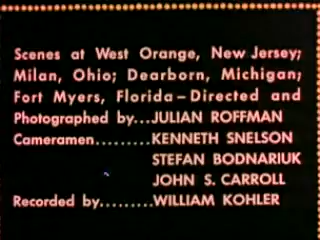 Scenes at West Orange, New Jersey;
Milan, Ohio; Dearborn, Michigan;
Fort Myers, Florida–Directed and
Photographed by...JULIAN ROFFMAN
Cameramen.........KENNETH SNELSON
STEFAN BODNARIUK
JOHN S. CARROLL
Recorded by.........WILLIAM KOHLER